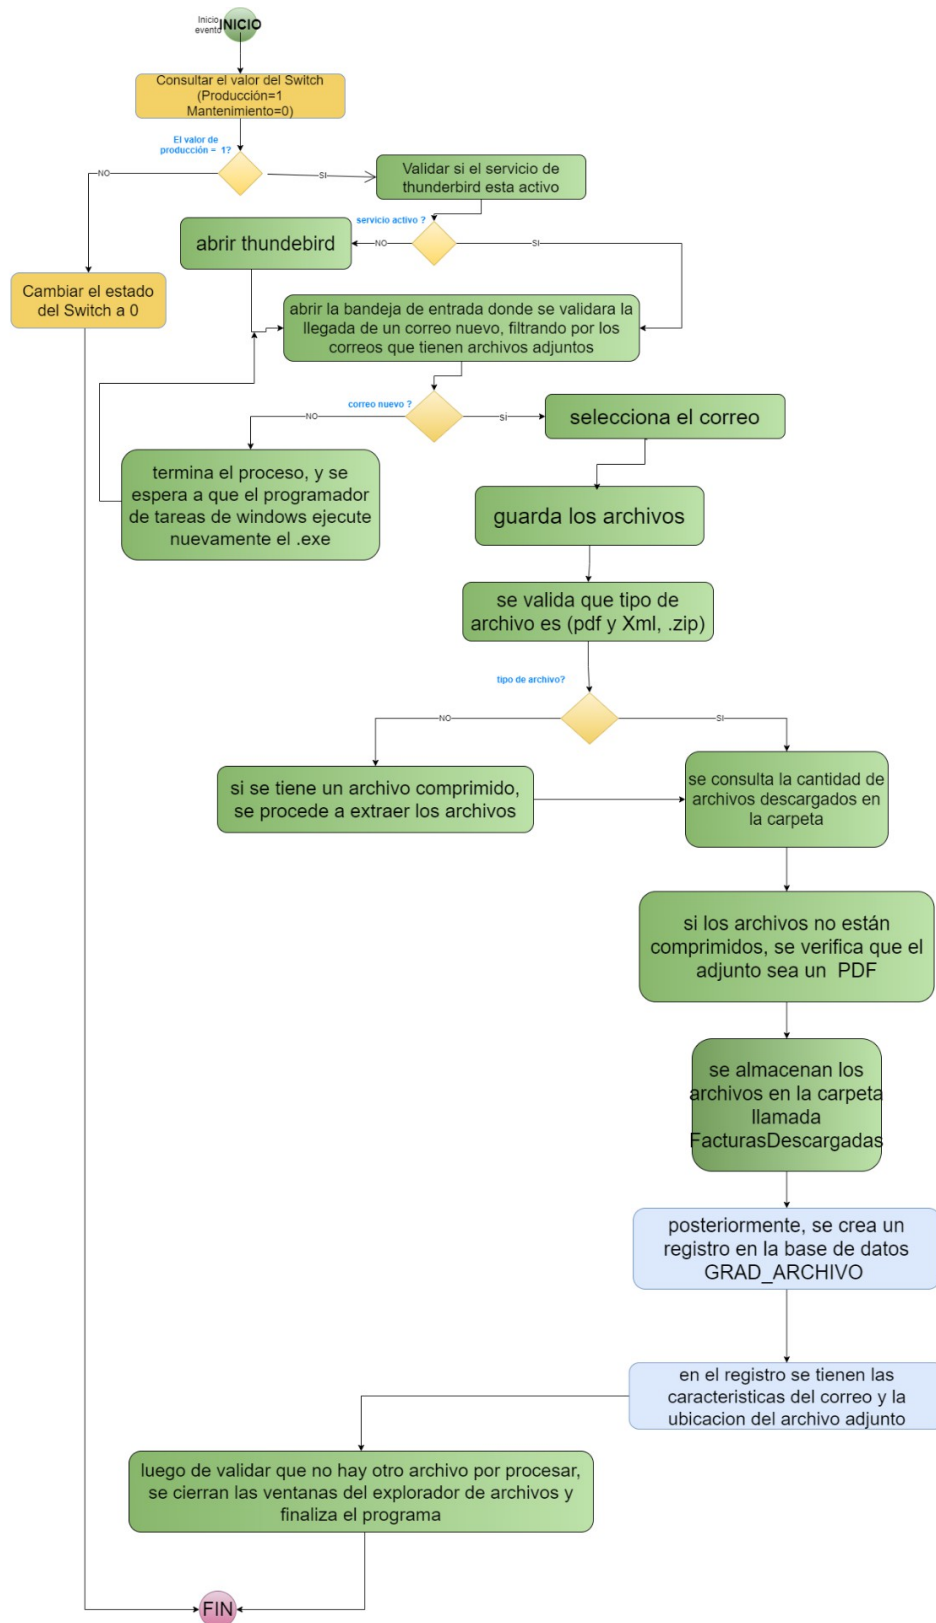 Inicio
evento
INICIO
Consultar el valor del Switch
(Producción=1
Mantenimiento=0)
El valor de
producción = 1?
NO
SI
Validar si el servicio de
thunderbird esta activo
servicio activo ?
abrir thundebird
NO
SI
Cambiar el estado
del Switch a 0
abrir la bandeja de entrada donde se validara la
llegada de un correo nuevo, filtrando por los
correos que tienen archivos adjuntos
correo nuevo ?
NO
sí
selecciona el correo
termina el proceso, y se
espera a que el programador
de tareas de windows ejecute
nuevamente el .exe
guarda los archivos
se valida que tipo de
archivo es (pdf y Xml, .zip)
tipo de archivo?
NO
SI
si se tiene un archivo comprimido,
se procede a extraer los archivos
se consulta la cantidad de
archivos descargados en
la carpeta
si los archivos no están
comprimidos, se verifica que el
adjunto sea un PDF
se almacenan los
archivos en la carpeta
llamada
FacturasDescargadas
posteriormente, se crea un
registro en la base de datos
GRAD_ARCHIVO
en el registro se tienen las
caracteristicas del correo y la
ubicacion del archivo adjunto
luego de validar que no hay otro archivo por procesar,
se cierran las ventanas del explorador de archivos y
finaliza el programa
FIN